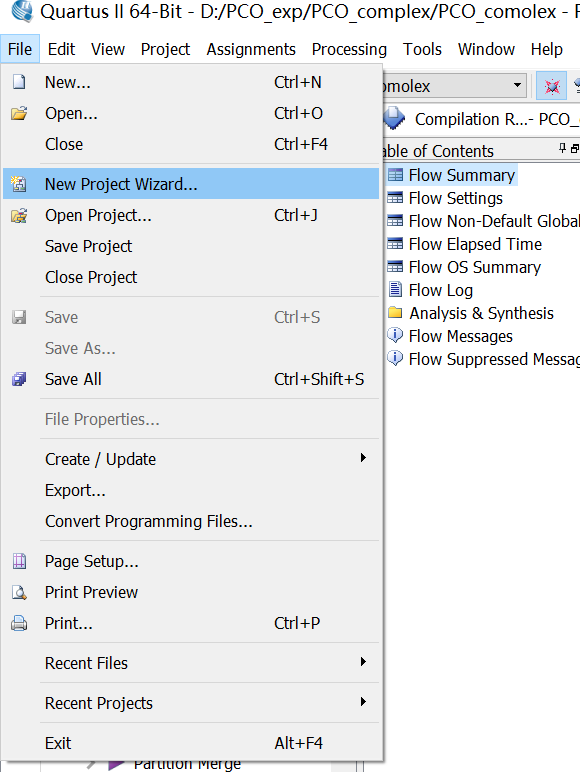 Quartus II 64-Bit - D:/PCO_exp/PCO_complex/PCO_comolex - P
File Edit View Project Assignments Processing Tools Window Help
New... Ctrl+N
omolex
Open... Ctrl+O
Compilation R...- PCO_
Close Ctrl+F4
able of Contents
New Project Wizard...
Flow Summary
Flow Settings
Open Project... Ctrl+J
Flow Non-Default Global
Save Project
Flow Elapsed Time
Close Project
Flow OS Summary
Flow Log
Save Ctrl+S
Analysis & Synthesis
Save As...
Flow Messages
Flow Suppressed Messag
Save All Ctrl+Shift+S
File Properties...
Create / Update
Export...
Convert Programming Files...
Page Setup...
Print Preview
Print... Ctrl+P
Recent Files
Recent Projects
Exit Alt+F4
Partition Merge